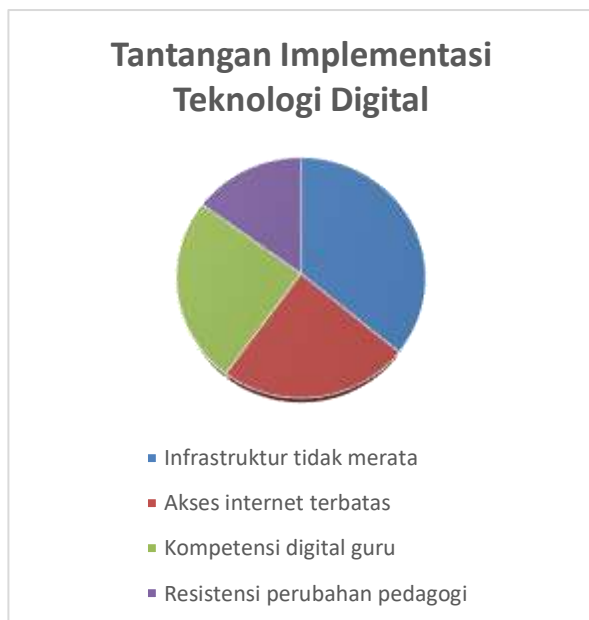 Tantangan Implementasi
Teknologi Digital
Infrastruktur tidak merata
Akses internet terbatas
Kompetensi digital guru
Resistensi perubahan pedagogi